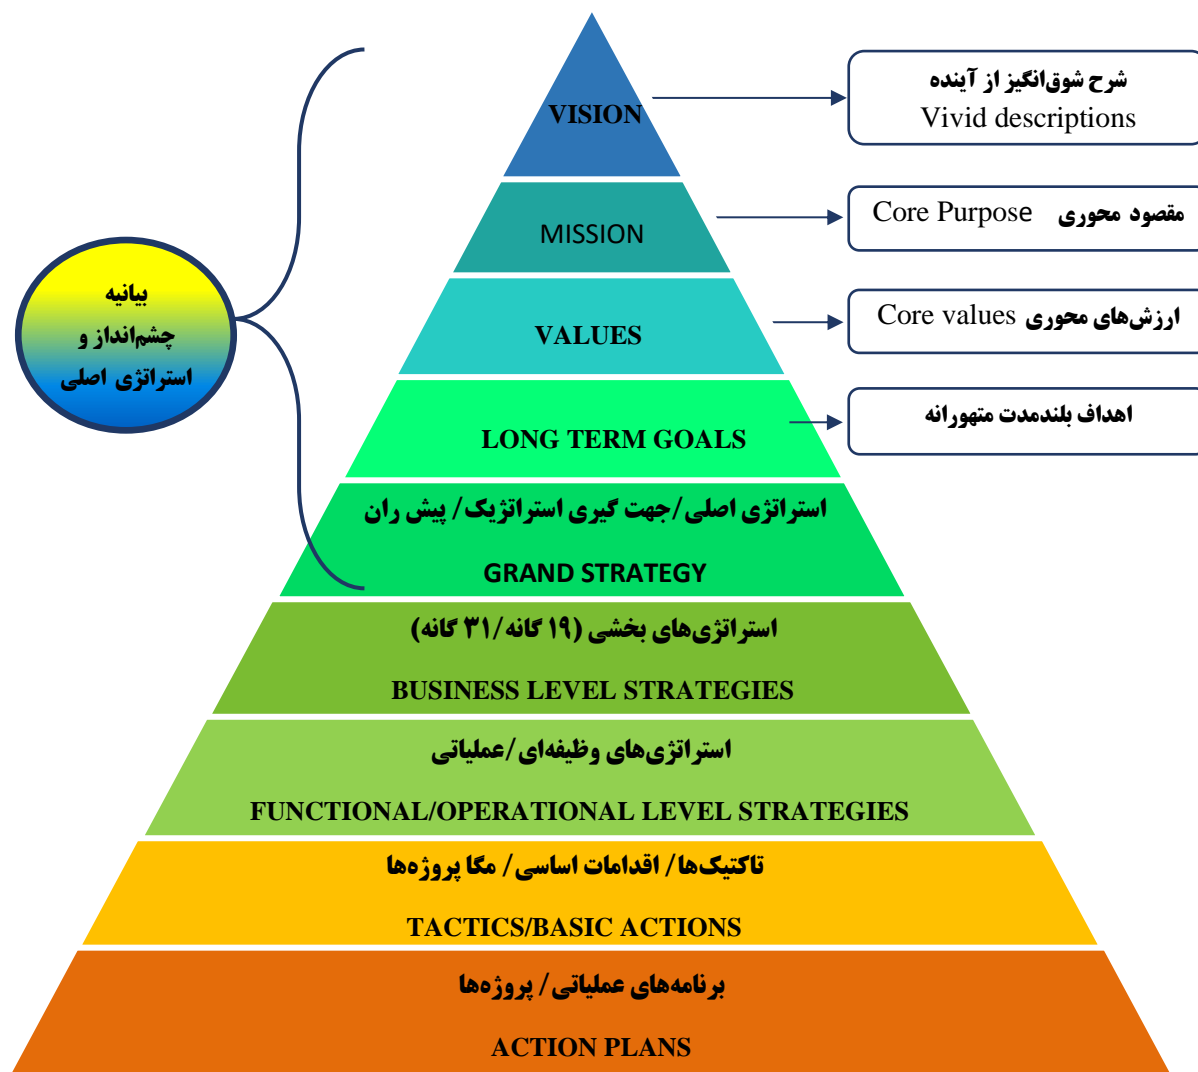 شرح شوق‌انگیز از آینده
Vivid descriptions
VISION
مقصود محوری Core Purpose
MISSION
ارزش‌های محوری Core values
VALUES
بیانیه
چشم‌انداز و
استراتژی اصلی
اهداف بلندمدت متهورانه
LONG TERM GOALS
استراتژی اصلی/جهت گیری استراتژیک/ پیش ران
GRAND STRATEGY
استراتژی‌های بخشی (۱۹ گانه/۳۱ گانه)
BUSINESS LEVEL STRATEGIES
استراتژی‌های وظیفه‌ای/عملیاتی
FUNCTIONAL/OPERATIONAL LEVEL STRATEGIES
تاکتیک‌ها/ اقدامات اساسی/ مگا پروژه‌ها
TACTICS/BASIC ACTIONS
برنامه‌های عملیاتی/ پروژه‌ها
ACTION PLANS